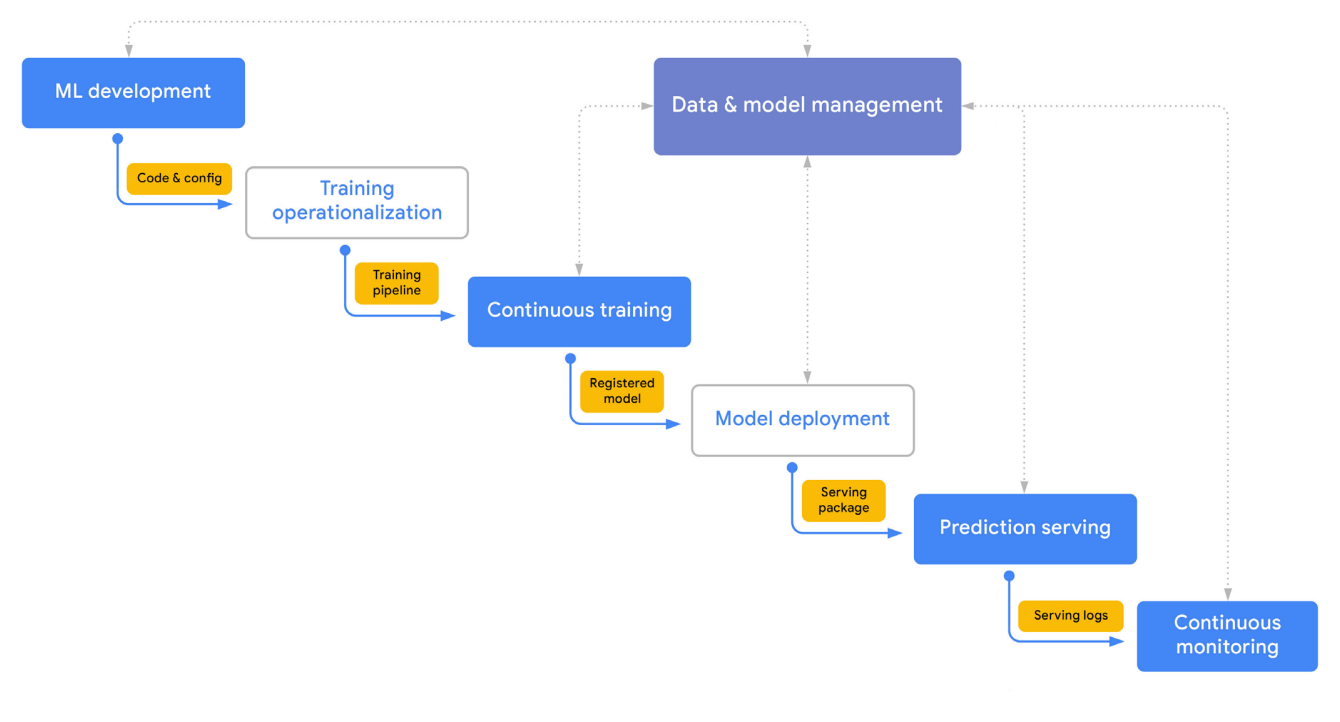 ML development
Data & model management
Code & config
Training
operationalization
Training
pipeline
Continuous training
Registered
model
Model deployment
Serving
package
Prediction serving
Serving logs
Continuous
monitoring